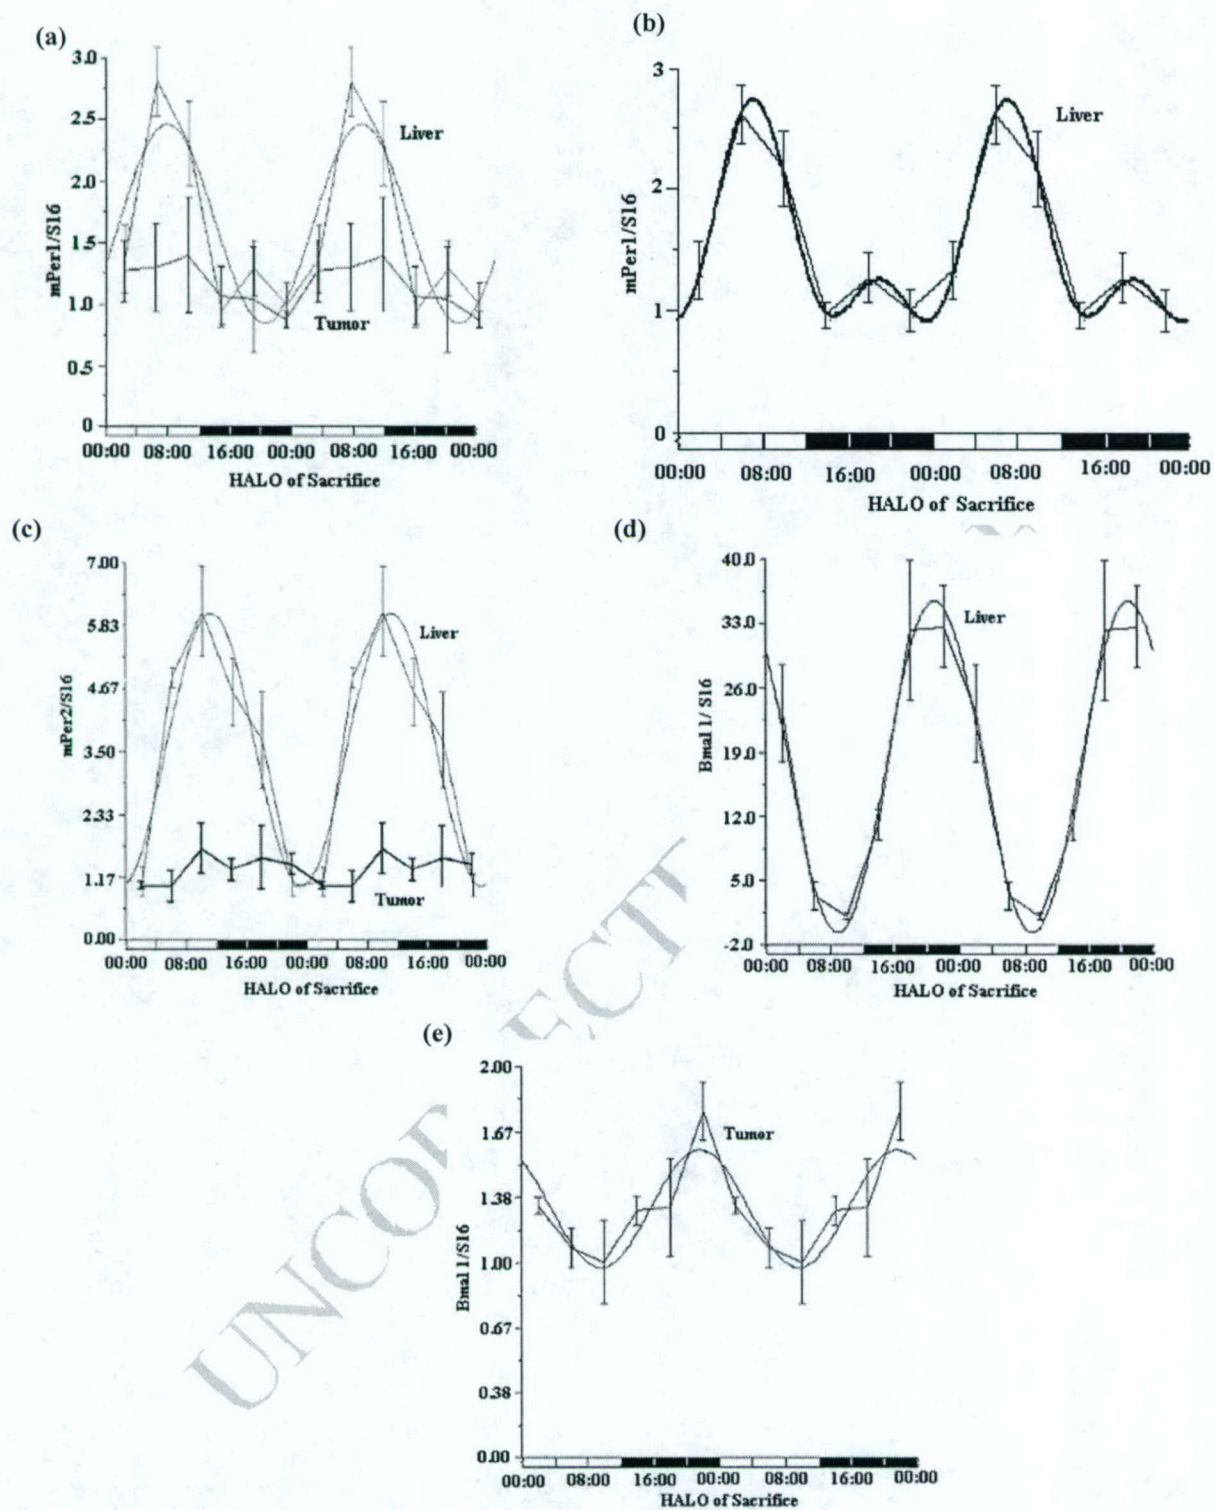 (a)
3.0
2.5
2.0
1.5
1.0
0.5
0
mPer1/S16
Liver
Tumor
00:00 08:00 16:00 00:00 08:00 16:00 00:00
HALO of Sacrifice
(b)
3
2
1
0
mPer1/S16
Liver
00:00 08:00 16:00 00:00 08:00 16:00 00:00
HALO of Sacrifice
(c)
7.00
5.83
4.67
3.50
2.33
1.17
0.00
mPer2/S16
Liver
Tumor
00:00 08:00 16:00 00:00 08:00 16:00 00:00
HALO of Sacrifice
(d)
40.0
33.0
26.0
19.0
12.0
5.0
-2.0
Bmal 1/ S16
Liver
00:00 08:00 16:00 00:00 08:00 16:00 00:00
HALO of Sacrifice
(e)
2.00
1.67
1.38
1.00
0.67
0.38
0.00
Bmal 1/S16
Tumor
00:00 08:00 16:00 00:00 08:00 16:00 00:00
HALO of Sacrifice